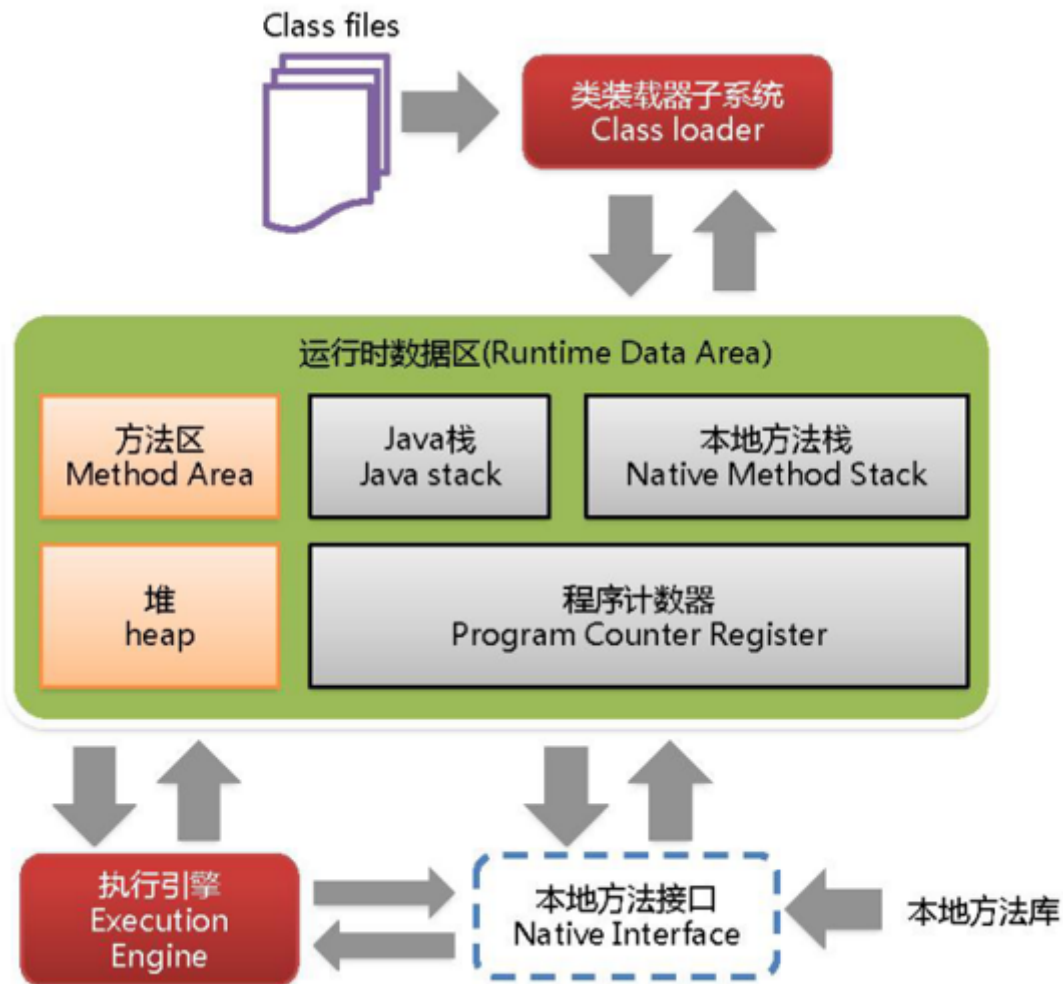 Class files
类装载器子系统
Class loader
运行时数据区(Runtime Data Area)
方法区
Method Area
Java栈
Java stack
本地方法栈
Native Method Stack
堆
heap
程序计数器
Program Counter Register
执行引擎
Execution
Engine
本地方法接口
Native Interface
本地方法库